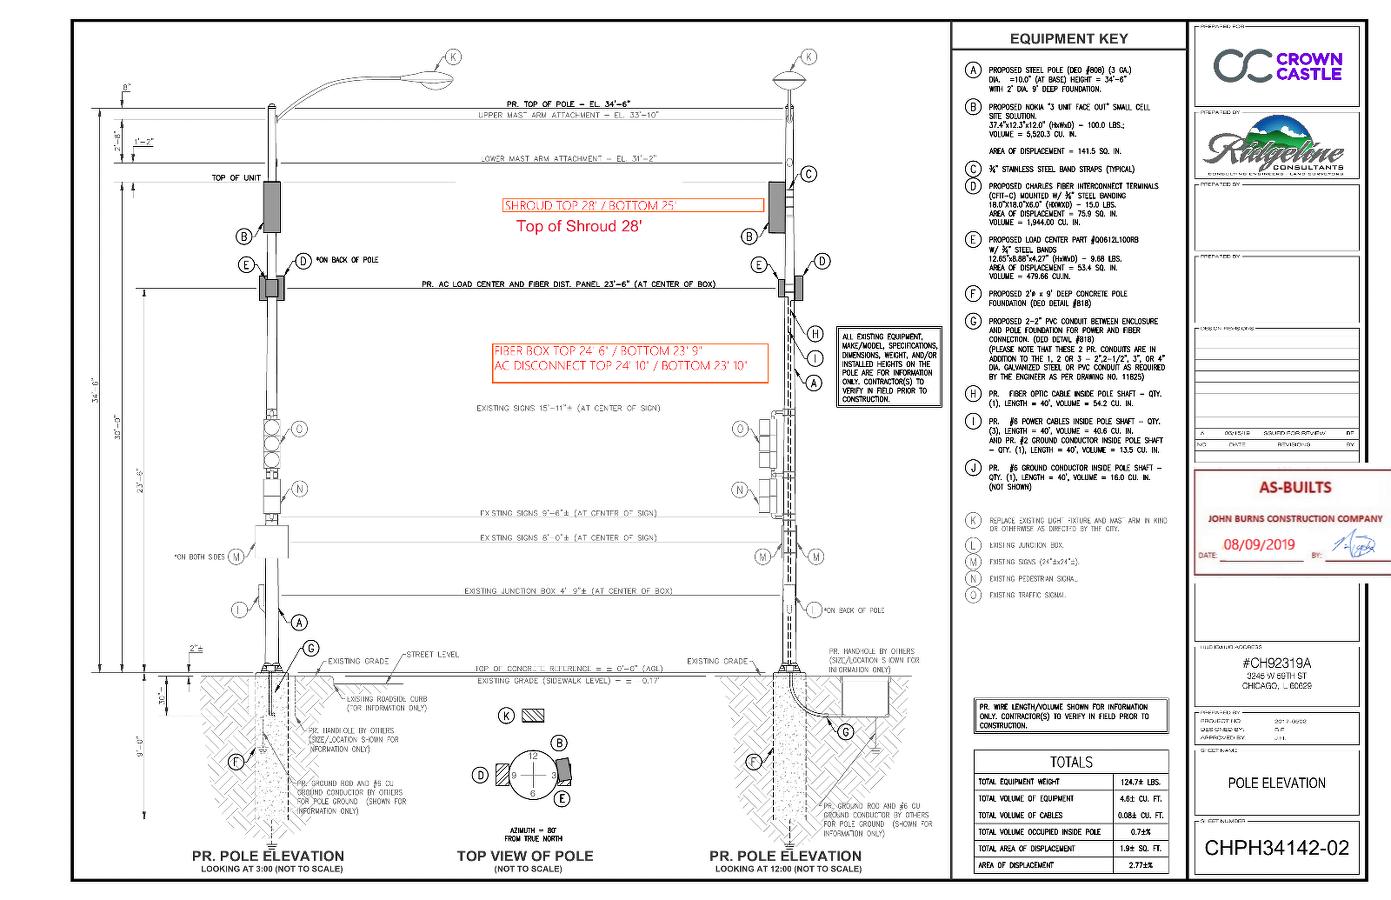 K
K
8"
PR. TOP OF POLE - EL. 34'-6"
UPPER MAST ARM ATTACHMENT - EL. 33'-10"
2'-8"
1'-2"
LOWER MAST ARM ATTACHMENT - EL. 31'-2"
TOP OF UNIT
C
SHROUD TOP 28' / BOTTOM 25'
Top of Shroud 28'
B
B
E
D
*ON BACK OF POLE
E
D
PR. AC LOAD CENTER AND FIBER DIST. PANEL 23'-6" (AT CENTER OF BOX)
H
I
A
ALL EXISTING EQUIPMENT,
MAKE/MODEL, SPECIFICATIONS,
DIMENSIONS, WEIGHT, AND/OR
INSTALLED HEIGHTS ON THE
POLE ARE FOR INFORMATION
ONLY. CONTRACTOR(S) TO
VERIFY IN FIELD PRIOR TO
CONSTRUCTION.
FIBER BOX TOP 24' 6" / BOTTOM 23' 9"
AC DISCONNECT TOP 24' 10" / BOTTOM 23' 10"
34'-6"
30'-0"
23'-6"
EXISTING SIGNS 15'-11"± (AT CENTER OF SIGN)
O
O
N
N
EXISTING SIGNS 9'-6"± (AT CENTER OF SIGN)
EXISTING SIGNS 8'-0"± (AT CENTER OF SIGN)
*ON BOTH SIDES
M
M
M
EXISTING JUNCTION BOX 4'-9"± (AT CENTER OF BOX)
L
L
*ON BACK OF POLE
A
G
2"±
EXISTING GRADE
STREET LEVEL
TOP OF CONCRETE REFERENCE = ± 0'-0" (AGL)
EXISTING GRADE (SIDEWALK LEVEL) - ± 0.17'
EXISTING GRADE
PR. HANDHOLE BY OTHERS
(SIZE/LOCATION SHOWN FOR
INFORMATION ONLY)
30"
9'-0"
EXISTING ROADSIDE CURB
(FOR INFORMATION ONLY)
PR. HANDHOLE BY OTHERS
(SIZE/LOCATION SHOWN FOR
INFORMATION ONLY)
F
PR. GROUND ROD AND #6 CU
GROUND CONDUCTOR BY OTHERS
FOR POLE GROUND (SHOWN FOR
INFORMATION ONLY)
K
B
D
12
9
3
6
E
AZIMUTH = 80°
FROM TRUE NORTH
G
F
PR. GROUND ROD AND #6 CU
GROUND CONDUCTOR BY OTHERS
FOR POLE GROUND (SHOWN FOR
INFORMATION ONLY)
PR. POLE ELEVATION
LOOKING AT 3:00 (NOT TO SCALE)
TOP VIEW OF POLE
(NOT TO SCALE)
PR. POLE ELEVATION
LOOKING AT 12:00 (NOT TO SCALE)
EQUIPMENT KEY
A PROPOSED STEEL POLE (DEO #808) (3 GA.)
DIA. =10.0" (AT BASE) HEIGHT = 34'-6"
WITH 2' DIA. 9' DEEP FOUNDATION.
B PROPOSED NOKIA "3 UNIT FACE OUT" SMALL CELL
SITE SOLUTION.
37.4"x12.3"x12.0" (HxWxD) - 100.0 LBS.;
VOLUME = 5,520.3 CU. IN.
AREA OF DISPLACEMENT = 141.5 SQ. IN.
C ¾" STAINLESS STEEL BAND STRAPS (TYPICAL)
D PROPOSED CHARLES FIBER INTERCONNECT TERMINALS
(CFIT-C) MOUNTED W/ ¾" STEEL BANDING
18.0"x18.0"x6.0" (HxWxD) - 15.0 LBS.
AREA OF DISPLACEMENT = 75.9 SQ. IN.
VOLUME = 1,944.00 CU. IN.
E PROPOSED LOAD CENTER PART #QO612L100RB
W/ ¾" STEEL BANDS
12.65"x8.88"x4.27" (HxWxD) - 9.68 LBS.
AREA OF DISPLACEMENT = 53.4 SQ. IN.
VOLUME = 479.66 CU.IN.
F PROPOSED 2'ø x 9' DEEP CONCRETE POLE
FOUNDATION (DEO DETAIL #818)
G PROPOSED 2-2" PVC CONDUIT BETWEEN ENCLOSURE
AND POLE FOUNDATION FOR POWER AND FIBER
CONNECTION. (DEO DETAIL #818)
(PLEASE NOTE THAT THESE 2 PR. CONDUITS ARE IN
ADDITION TO THE 1, 2 OR 3 - 2",2-1/2", 3", OR 4"
DIA. GALVANIZED STEEL OR PVC CONDUIT AS REQUIRED
BY THE ENGINEER AS PER DRAWING NO. 11825)
H PR. FIBER OPTIC CABLE INSIDE POLE SHAFT - QTY.
(1), LENGTH = 40', VOLUME = 54.2 CU. IN.
I PR. #6 POWER CABLES INSIDE POLE SHAFT - QTY.
(3), LENGTH = 40', VOLUME = 40.6 CU. IN.
AND PR. #2 GROUND CONDUCTOR INSIDE POLE SHAFT
- QTY. (1), LENGTH = 40', VOLUME = 13.5 CU. IN.
J PR. #6 GROUND CONDUCTOR INSIDE POLE SHAFT -
QTY. (1), LENGTH = 40', VOLUME = 16.0 CU. IN.
(NOT SHOWN)
K REPLACE EXISTING LIGHT FIXTURE AND MAST ARM IN KIND
OR OTHERWISE AS DIRECTED BY THE CITY.
L EXISTING JUNCTION BOX.
M EXISTING SIGNS (24"±x24"±).
N EXISTING PEDESTRIAN SIGNAL.
O EXISTING TRAFFIC SIGNAL.
PR. WIRE LENGTH/VOLUME SHOWN FOR INFORMATION
ONLY. CONTRACTOR(S) TO VERIFY IN FIELD PRIOR TO
CONSTRUCTION.
TOTALS
TOTAL EQUIPMENT WEIGHT 124.7± LBS.
TOTAL VOLUME OF EQUIPMENT 4.6± CU. FT.
TOTAL VOLUME OF CABLES 0.08± CU. FT.
TOTAL VOLUME OCCUPIED INSIDE POLE 0.7±%
TOTAL AREA OF DISPLACEMENT 1.9± SQ. FT.
AREA OF DISPLACEMENT 2.77±%
PREPARED FOR
CROWN
CASTLE
PREPARED BY
Ridgeline
CONSULTANTS
CONSULTING ENGINEERS · LAND SURVEYORS
PREPARED BY
PREPARED BY
DESIGN REVISIONS
A 06/15/19 ISSUED FOR REVIEW
NO. DATE REVISIONS BY
AS-BUILTS
JOHN BURNS CONSTRUCTION COMPANY
DATE: 08/09/2019 BY:
#CH92319A
3246 W 69TH ST
CHICAGO, IL 60629
PREPARED BY
PROJECT NO.
DESIGNED BY:
APPROVED BY: J.H.
SHEET NAME
POLE ELEVATION
SHEET NUMBER
CHPH34142-02